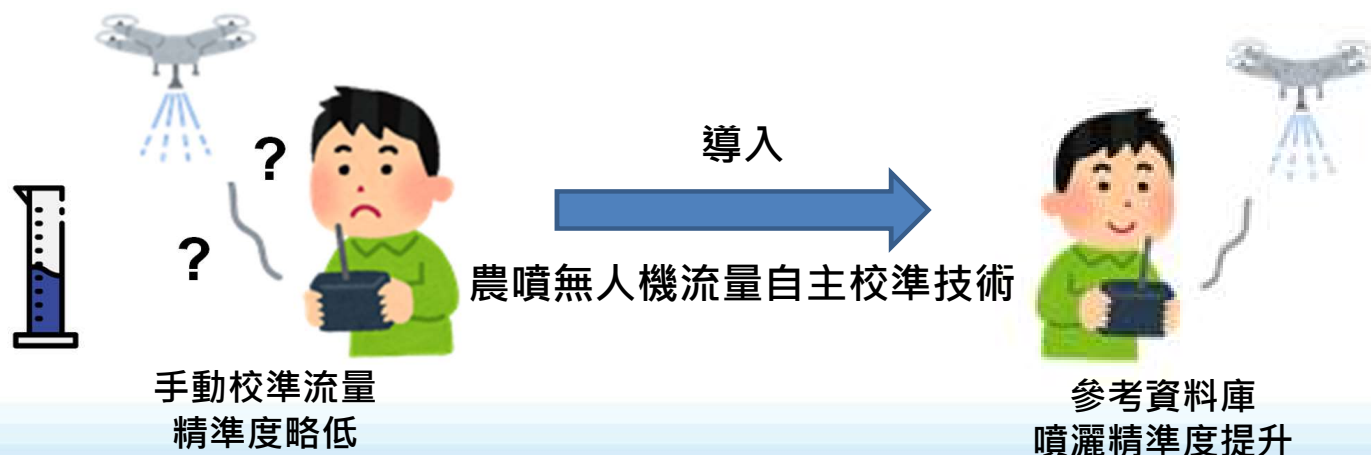 ?
?
導入
農噴無人機流量自主校準技術
手動校準流量
精準度略低
參考資料庫
噴灑精準度提升